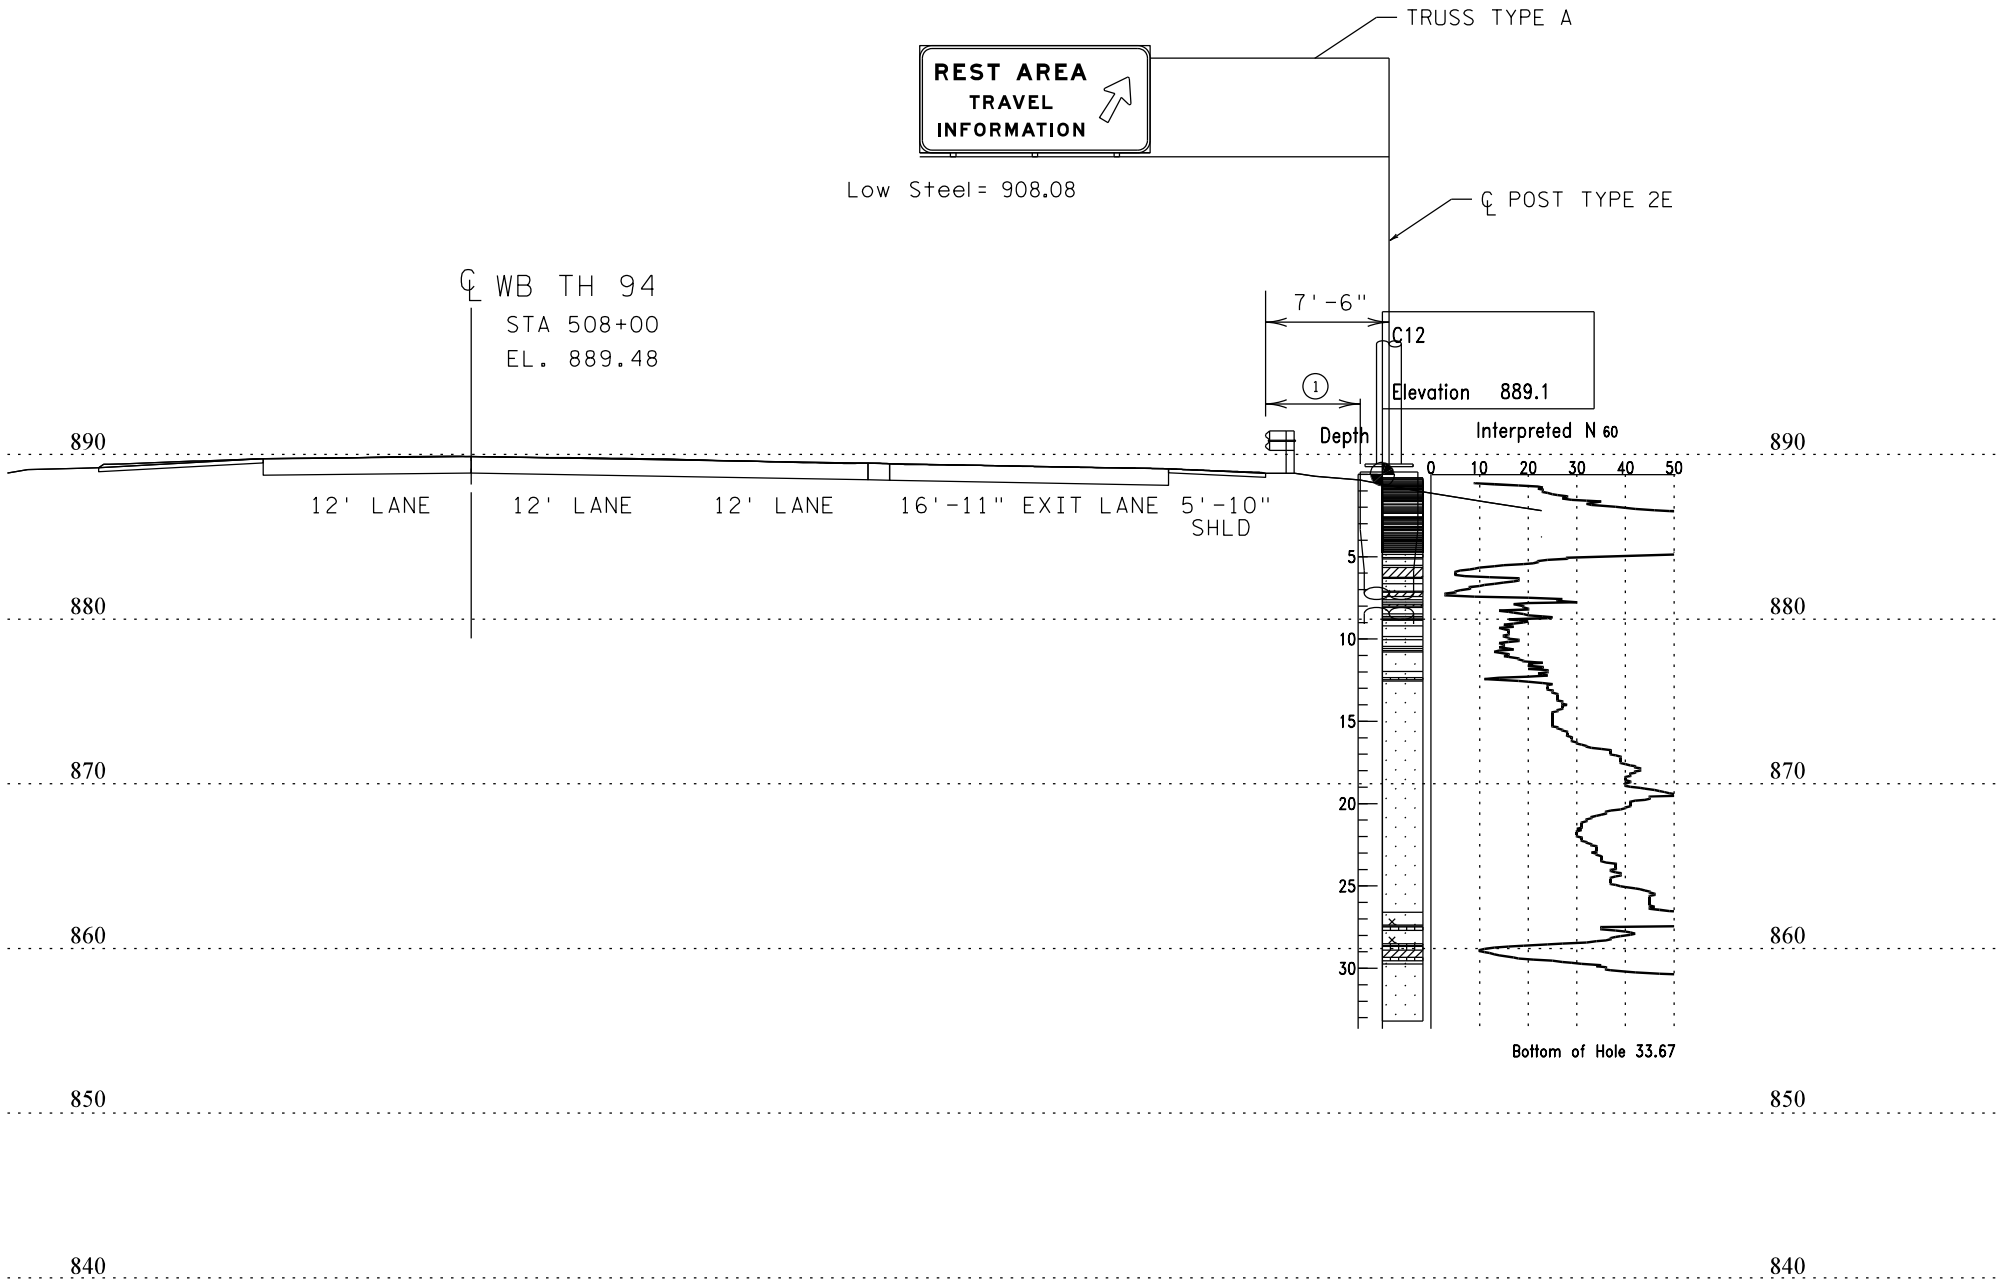 TRUSS TYPE A
REST AREA
TRAVEL
INFORMATION
Low Steel= 908.08
℄ POST TYPE 2E
℄ WB TH 94
STA 508+00
EL. 889.48
7'-6"
C12
1
Elevation 889.1
Depth
Interpreted N 60
890
890
0 10 20 30 40 50
12' LANE
12' LANE
12' LANE
16'-11" EXIT LANE
5'-10"
SHLD
5
880
880
10
15
870
870
20
25
860
860
30
Bottom of Hole 33.67
850
850
840
840